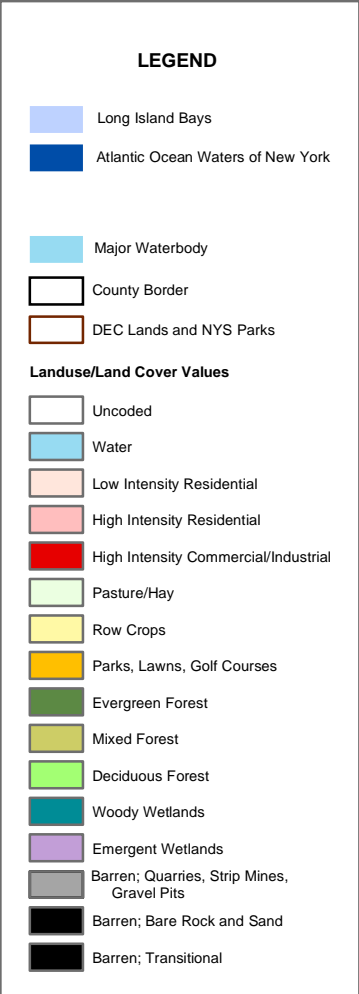 LEGEND
Long Island Bays
Atlantic Ocean Waters of New York
Major Waterbody
County Border
DEC Lands and NYS Parks
Landuse/Land Cover Values
Uncoded
Water
Low Intensity Residential
High Intensity Residential
High Intensity Commercial/Industrial
Pasture/Hay
Row Crops
Parks, Lawns, Golf Courses
Evergreen Forest
Mixed Forest
Deciduous Forest
Woody Wetlands
Emergent Wetlands
Barren; Quarries, Strip Mines,
Gravel Pits
Barren; Bare Rock and Sand
Barren; Transitional